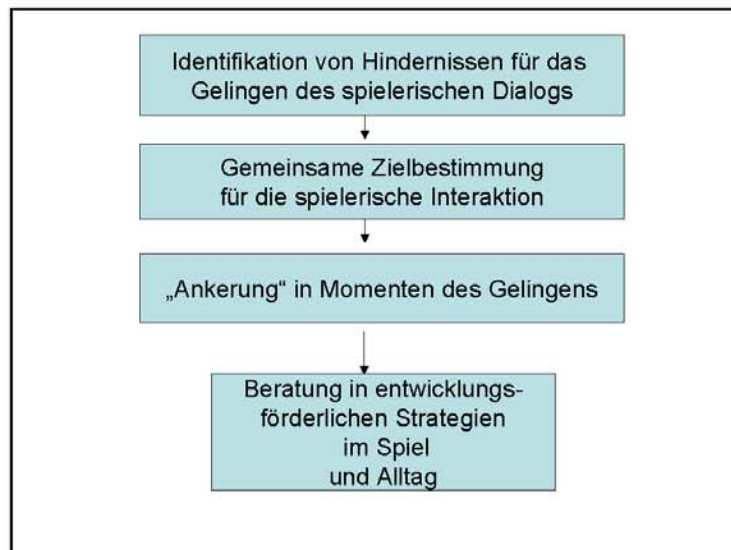 Identifikation von Hindernissen für das
Gelingen des spielerischen Dialogs
Gemeinsame Zielbestimmung
für die spielerische Interaktion
„Ankerung“ in Momenten des Gelingens
Beratung in entwicklungs-
förderlichen Strategien
im Spiel
und Alltag